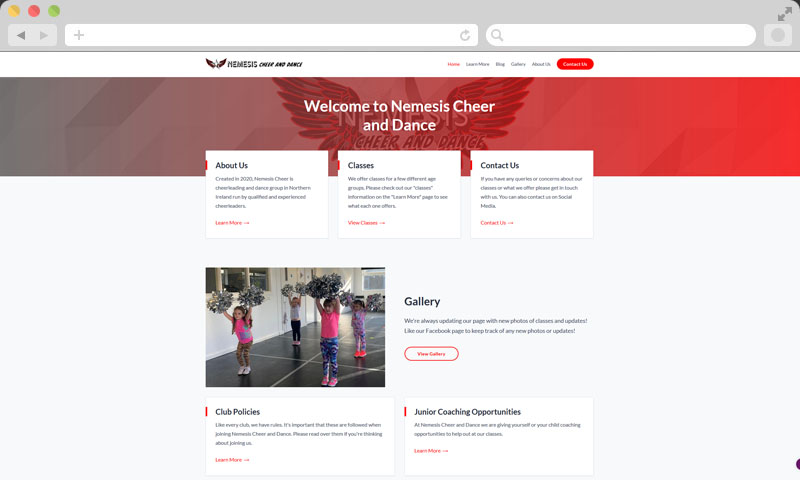 NEMESIS CHEER AND DANCE
Home Learn More Blog Gallery About Us Contact Us
NEMESIS
CHEER AND DANCE
Welcome to Nemesis Cheer
and Dance
About Us
Created in 2020, Nemesis Cheer is
cheerleading and dance group in Northern
Ireland run by qualified and experienced
cheerleaders.
Learn More →
Classes
We offer classes for a few different age
groups. Please check out our "classes"
information on the "Learn More" page to see
what each one offers.
View Classes →
Contact Us
If you have any queries or concerns about our
classes or what we offer please get in touch
with us. You can also contact us on Social
Media.
Contact Us →
Gallery
We're always updating our page with new photos of classes and updates!
Like our Facebook page to keep track of any new photos or updates!
View Gallery
Club Policies
Like every club, we have rules. It's important that these are followed when
joining Nemesis Cheer and Dance. Please read over them if you're thinking
about joining us.
Learn More →
Junior Coaching Opportunities
At Nemesis Cheer and Dance we are giving yourself or your child coaching
opportunities to help out at our classes.
Learn More →